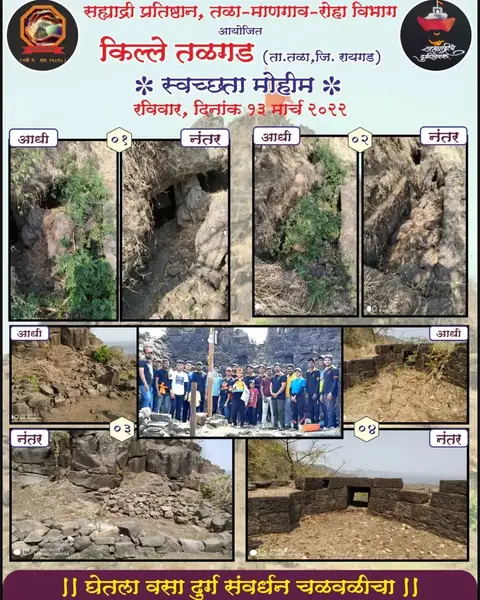 सह्याद्री प्रतिष्ठान, तळा-माणगाव-रोहा विभाग
आयोजित
किल्ले तळगड (ता.तळा,जि. रायगड)
* स्वच्छता मोहीम *
रविवार, दिनांक १३ मार्च २०२२
आधी ०१ नंतर
आधी ०२ नंतर
आधी
आधी
०३
०४
नंतर
नंतर
|| घेतला वसा दुर्ग संवर्धन चळवळीचा ||